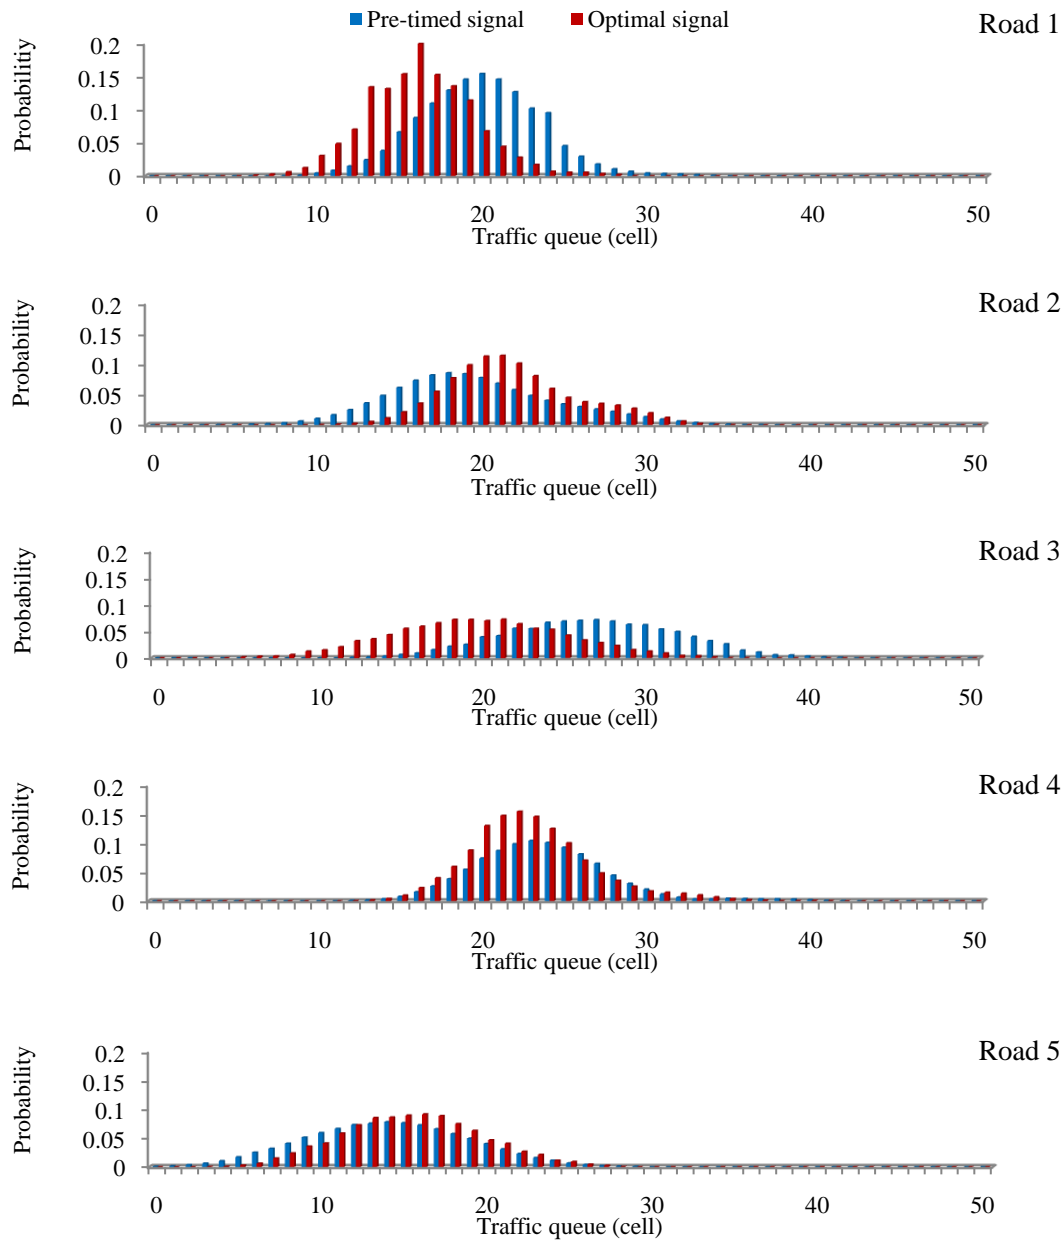 Pre-timed signal Optimal signal Road 1
Probabilitiy
0.2
0.15
0.1
0.05
0
0 10 20 30 40 50
Traffic queue (cell)
Road 2
Probability
0.2
0.15
0.1
0.05
0
0 10 20 30 40 50
Traffic queue (cell)
Road 3
Probability
0.2
0.15
0.1
0.05
0
0 10 20 30 40 50
Traffic queue (cell)
Road 4
Probability
0.2
0.15
0.1
0.05
0
0 10 20 30 40 50
Traffic queue (cell)
Road 5
Probability
0.2
0.15
0.1
0.05
0
0 10 20 30 40 50
Traffic queue (cell)